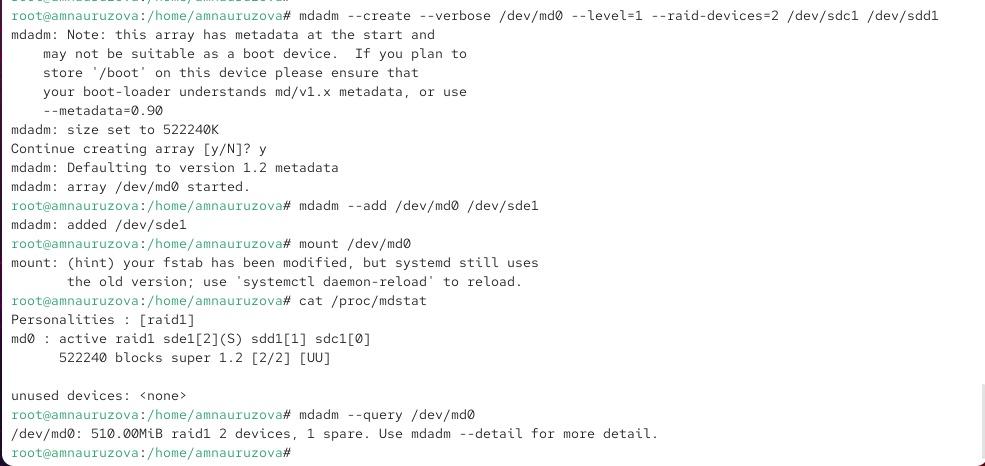 root@amnauruzova:/home/amnauruzova# mdadm --create --verbose /dev/md0 --level=1 --raid-devices=2 /dev/sdc1 /dev/sdd1
mdadm: Note: this array has metadata at the start and
    may not be suitable as a boot device.  If you plan to
    store '/boot' on this device please ensure that
    your boot-loader understands md/v1.x metadata, or use
    --metadata=0.90
mdadm: size set to 522240K
Continue creating array [y/N]? y
mdadm: Defaulting to version 1.2 metadata
mdadm: array /dev/md0 started.
root@amnauruzova:/home/amnauruzova# mdadm --add /dev/md0 /dev/sde1
mdadm: added /dev/sde1
root@amnauruzova:/home/amnauruzova# mount /dev/md0
mount: (hint) your fstab has been modified, but systemd still uses
       the old version; use 'systemctl daemon-reload' to reload.
root@amnauruzova:/home/amnauruzova# cat /proc/mdstat
Personalities : [raid1]
md0 : active raid1 sde1[2](S) sdd1[1] sdc1[0]
      522240 blocks super 1.2 [2/2] [UU]

unused devices: <none>
root@amnauruzova:/home/amnauruzova# mdadm --query /dev/md0
/dev/md0: 510.00MiB raid1 2 devices, 1 spare. Use mdadm --detail for more detail.
root@amnauruzova:/home/amnauruzova#